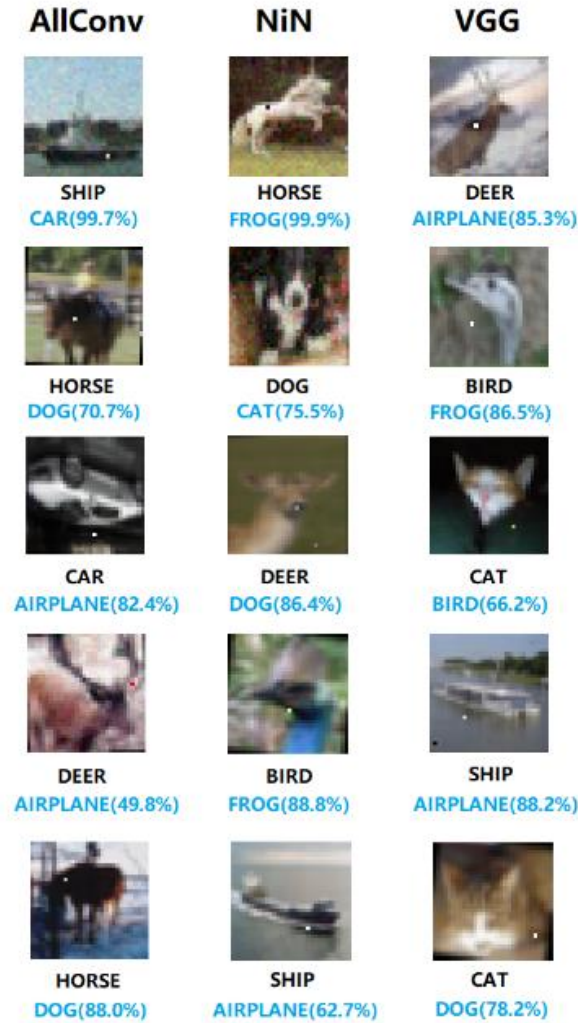 AllConv NiN VGG
SHIP HORSE DEER
CAR(99.7%) FROG(99.9%) AIRPLANE(85.3%)
HORSE DOG BIRD
DOG(70.7%) CAT(75.5%) FROG(86.5%)
CAR DEER CAT
AIRPLANE(82.4%) DOG(86.4%) BIRD(66.2%)
DEER BIRD SHIP
AIRPLANE(49.8%) FROG(88.8%) AIRPLANE(88.2%)
HORSE SHIP CAT
DOG(88.0%) AIRPLANE(62.7%) DOG(78.2%)